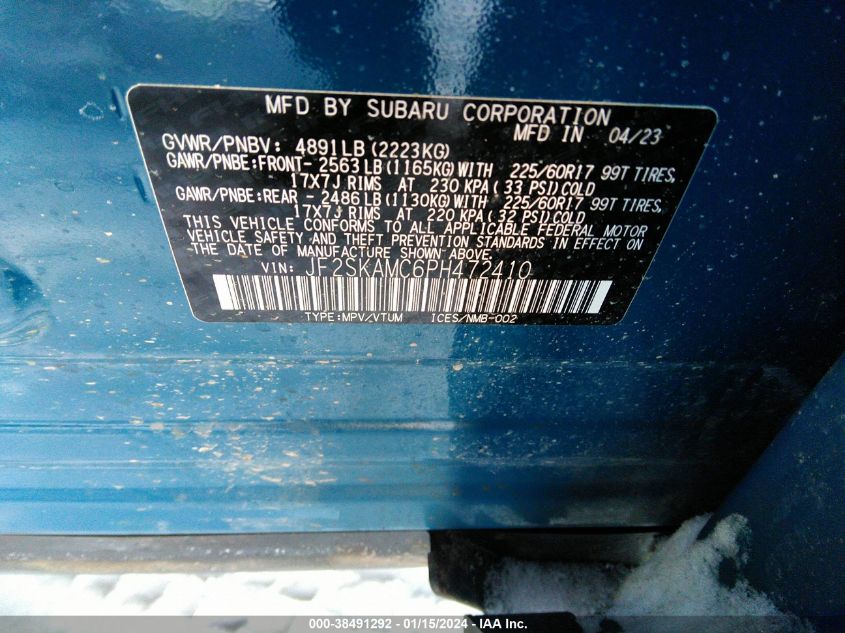 MFD BY SUBARU CORPORATION
MFD IN 04/23
GVWR/PNBV: 4891LB(2223KG)
GAWR/PNBE:FRONT- 2563LB(1165KG)WITH 225/60R17 99T TIRES,
17X7J RIMS AT 230 KPA(33 PSI)COLD
GAWR/PNBE:REAR - 2486LB(1130KG)WITH 225/60R17 99T TIRES,
17X7J RIMS AT 220 KPA(32 PSI)COLD
THIS VEHICLE CONFORMS TO ALL APPLICABLE FEDERAL MOTOR
VEHICLE SAFETY AND THEFT PREVENTION STANDARDS IN EFFECT ON
THE DATE OF MANUFACTURE SHOWN ABOVE.
VIN: JF2SKAMC6PH472410
TYPE:MPV/VTUM ICES/NMB-002
000-38491292 - 01/15/2024 - IAA Inc.